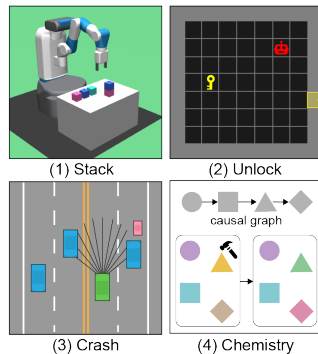 (1) Stack
(2) Unlock
causal graph
(3) Crash
(4) Chemistry